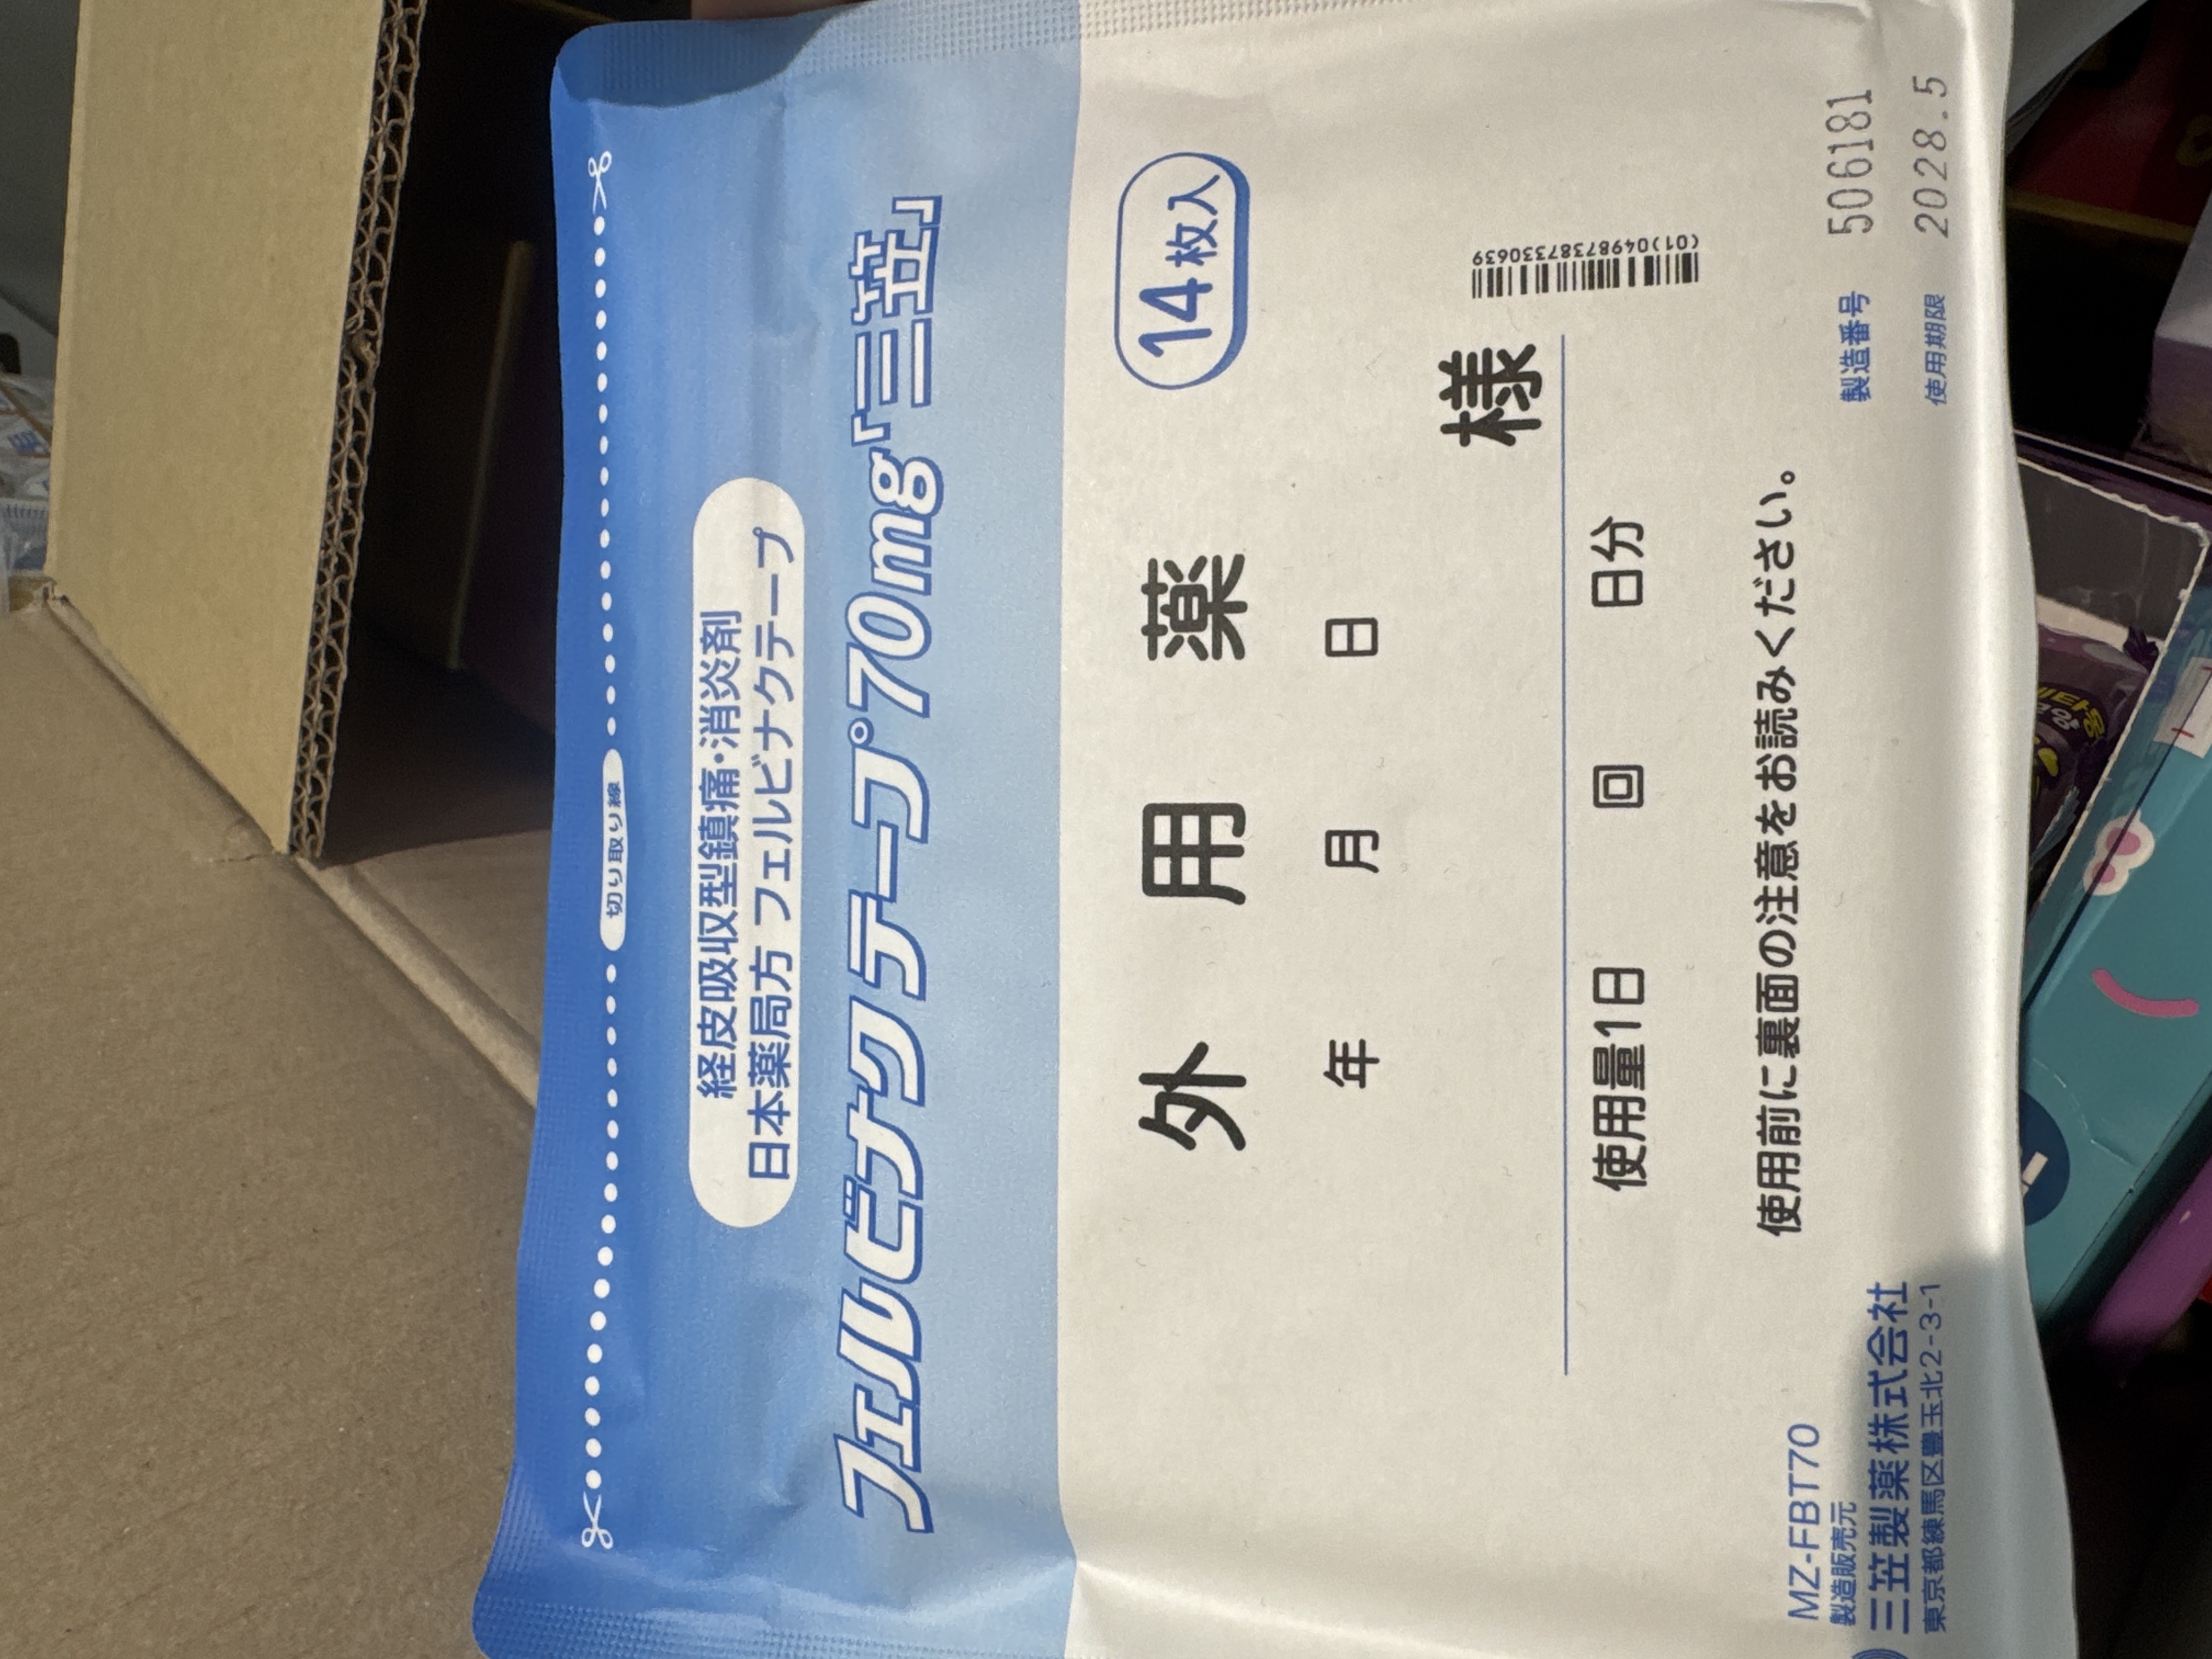 切り取り線
経皮吸収型鎮痛・消炎剤
日本薬局方 フェルビナクテープ
フェルビナクテープ70mg「三笠」
外用薬
14枚入
年 月 日
様
(01)04987387330639
使用量1日 回 日分
使用前に裏面の注意をお読みください。
MZ-FBT70
製造販売元
三笠製薬株式会社
東京都練馬区豊玉北2-3-1
製造番号 506181
使用期限 2028.5